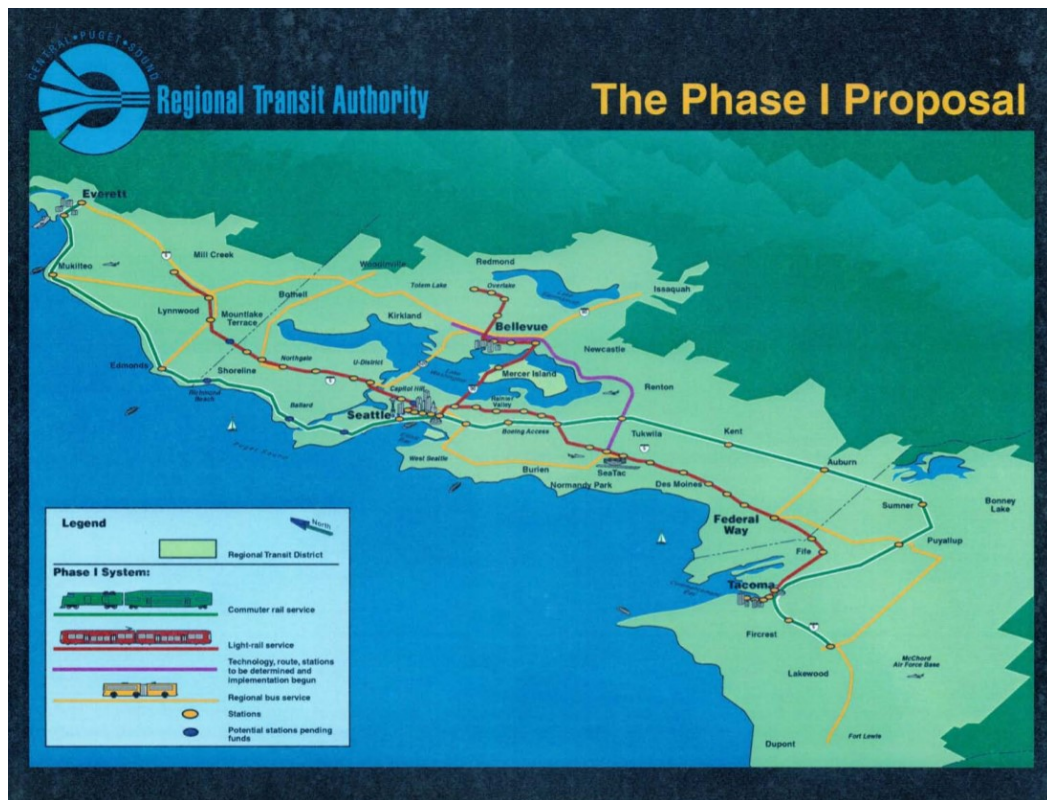 CENTRAL • PUGET • SOUND
Regional Transit Authority
The Phase I Proposal
Everett
Mill Creek
Mukilteo
Woodinville
Redmond
Totem Lake
Overlake
Issaquah
Bothell
Lynnwood
Mountlake
Terrace
Kirkland
Bellevue
Newcastle
Edmonds
Shoreline
Northgate
U-District
Mercer Island
Renton
Richmond
Beach
Ballard
Capitol Hill
Lake
Washington
Rainier
Valley
Seattle
Boeing Access
Tukwila
Kent
Puget Sound
West Seattle
Burien
SeaTac
Normandy Park
Des Moines
Auburn
Sumner
Bonney
Lake
Federal
Way
Fife
Puyallup
Tacoma
Fircrest
Lakewood
McChord
Air Force Base
Dupont
Fort Lewis
Legend
North
Regional Transit District
Phase I System:
Commuter rail service
Light-rail service
Technology, route, stations
to be determined and
implementation begun
Regional bus service
Stations
Potential stations pending
funds